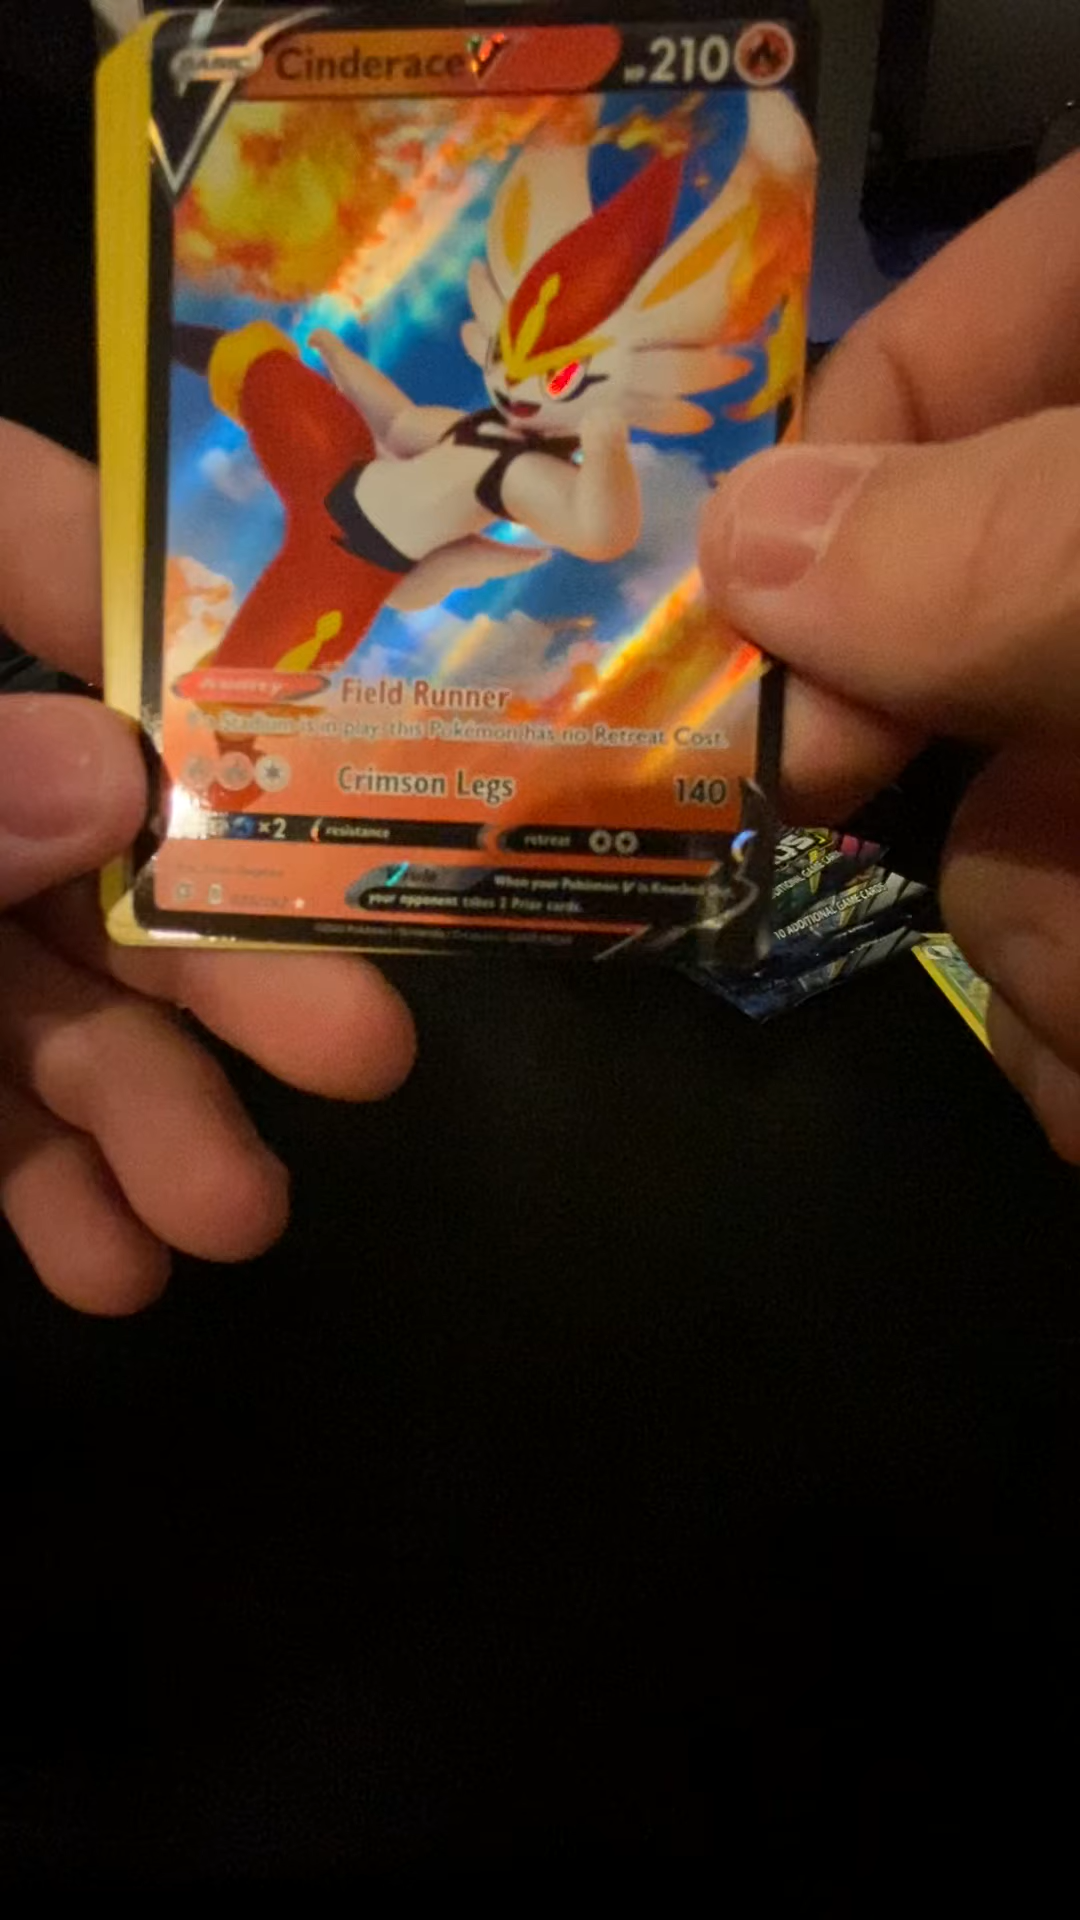 BASIC Cinderace V HP 210
Ability Field Runner
Stadium is in play, this Pokémon has no Retreat Cost.
Crimson Legs 140
×2 resistance retreat
V rule When your Pokémon V is Knocked Out,
your opponent takes 2 Prize cards.
10 ADDITIONAL GAME CARDS